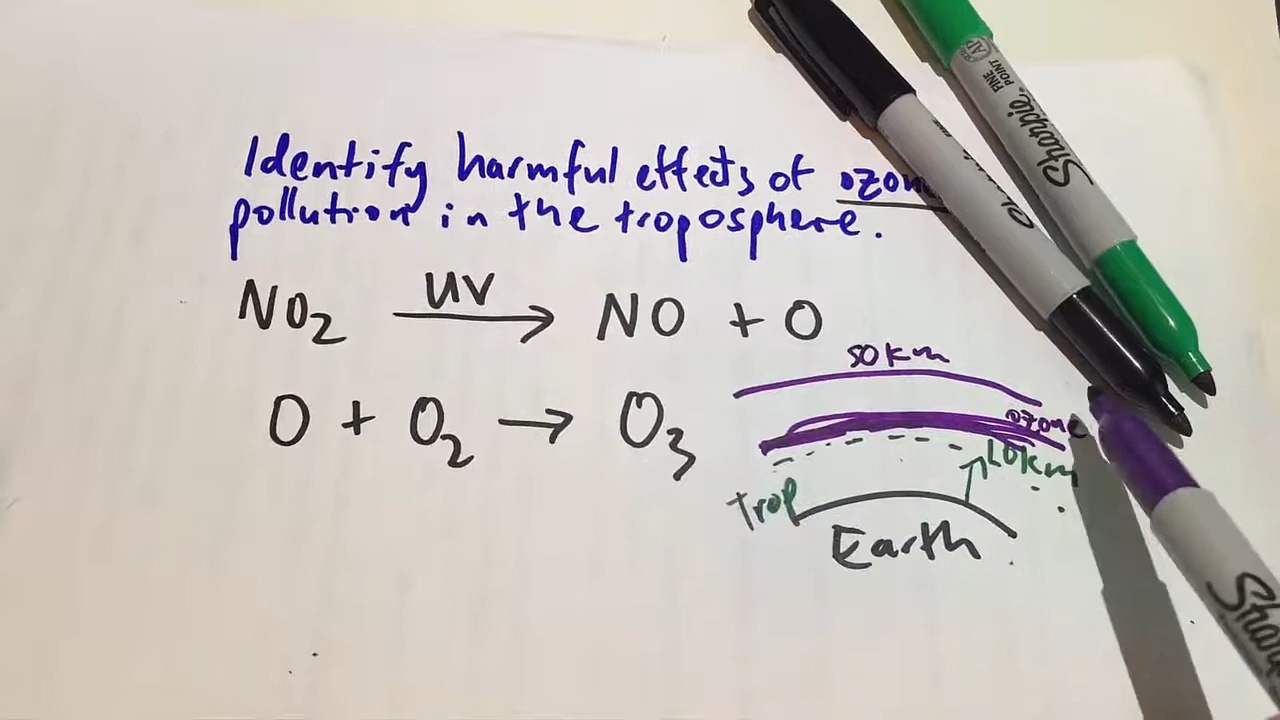 Identify harmful effects of ozone
pollution in the troposphere.
NO2 UV → NO + O
O + O2 → O3
50km
ozone
10km
Trop
Earth
Sharpie
FINE
POINT
AP